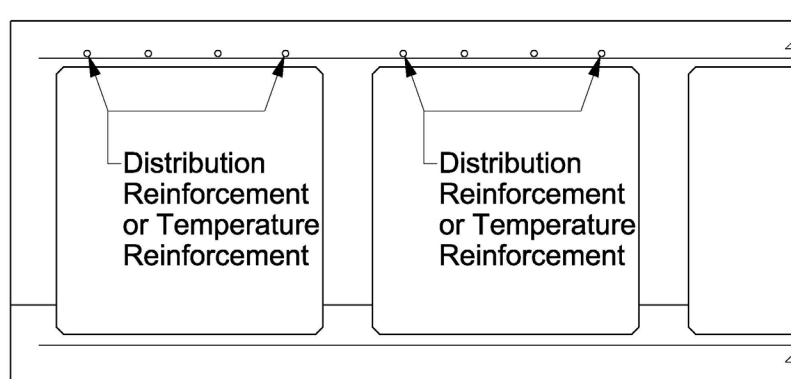 Distribution
Reinforcement
or Temperature
Reinforcement
Distribution
Reinforcement
or Temperature
Reinforcement